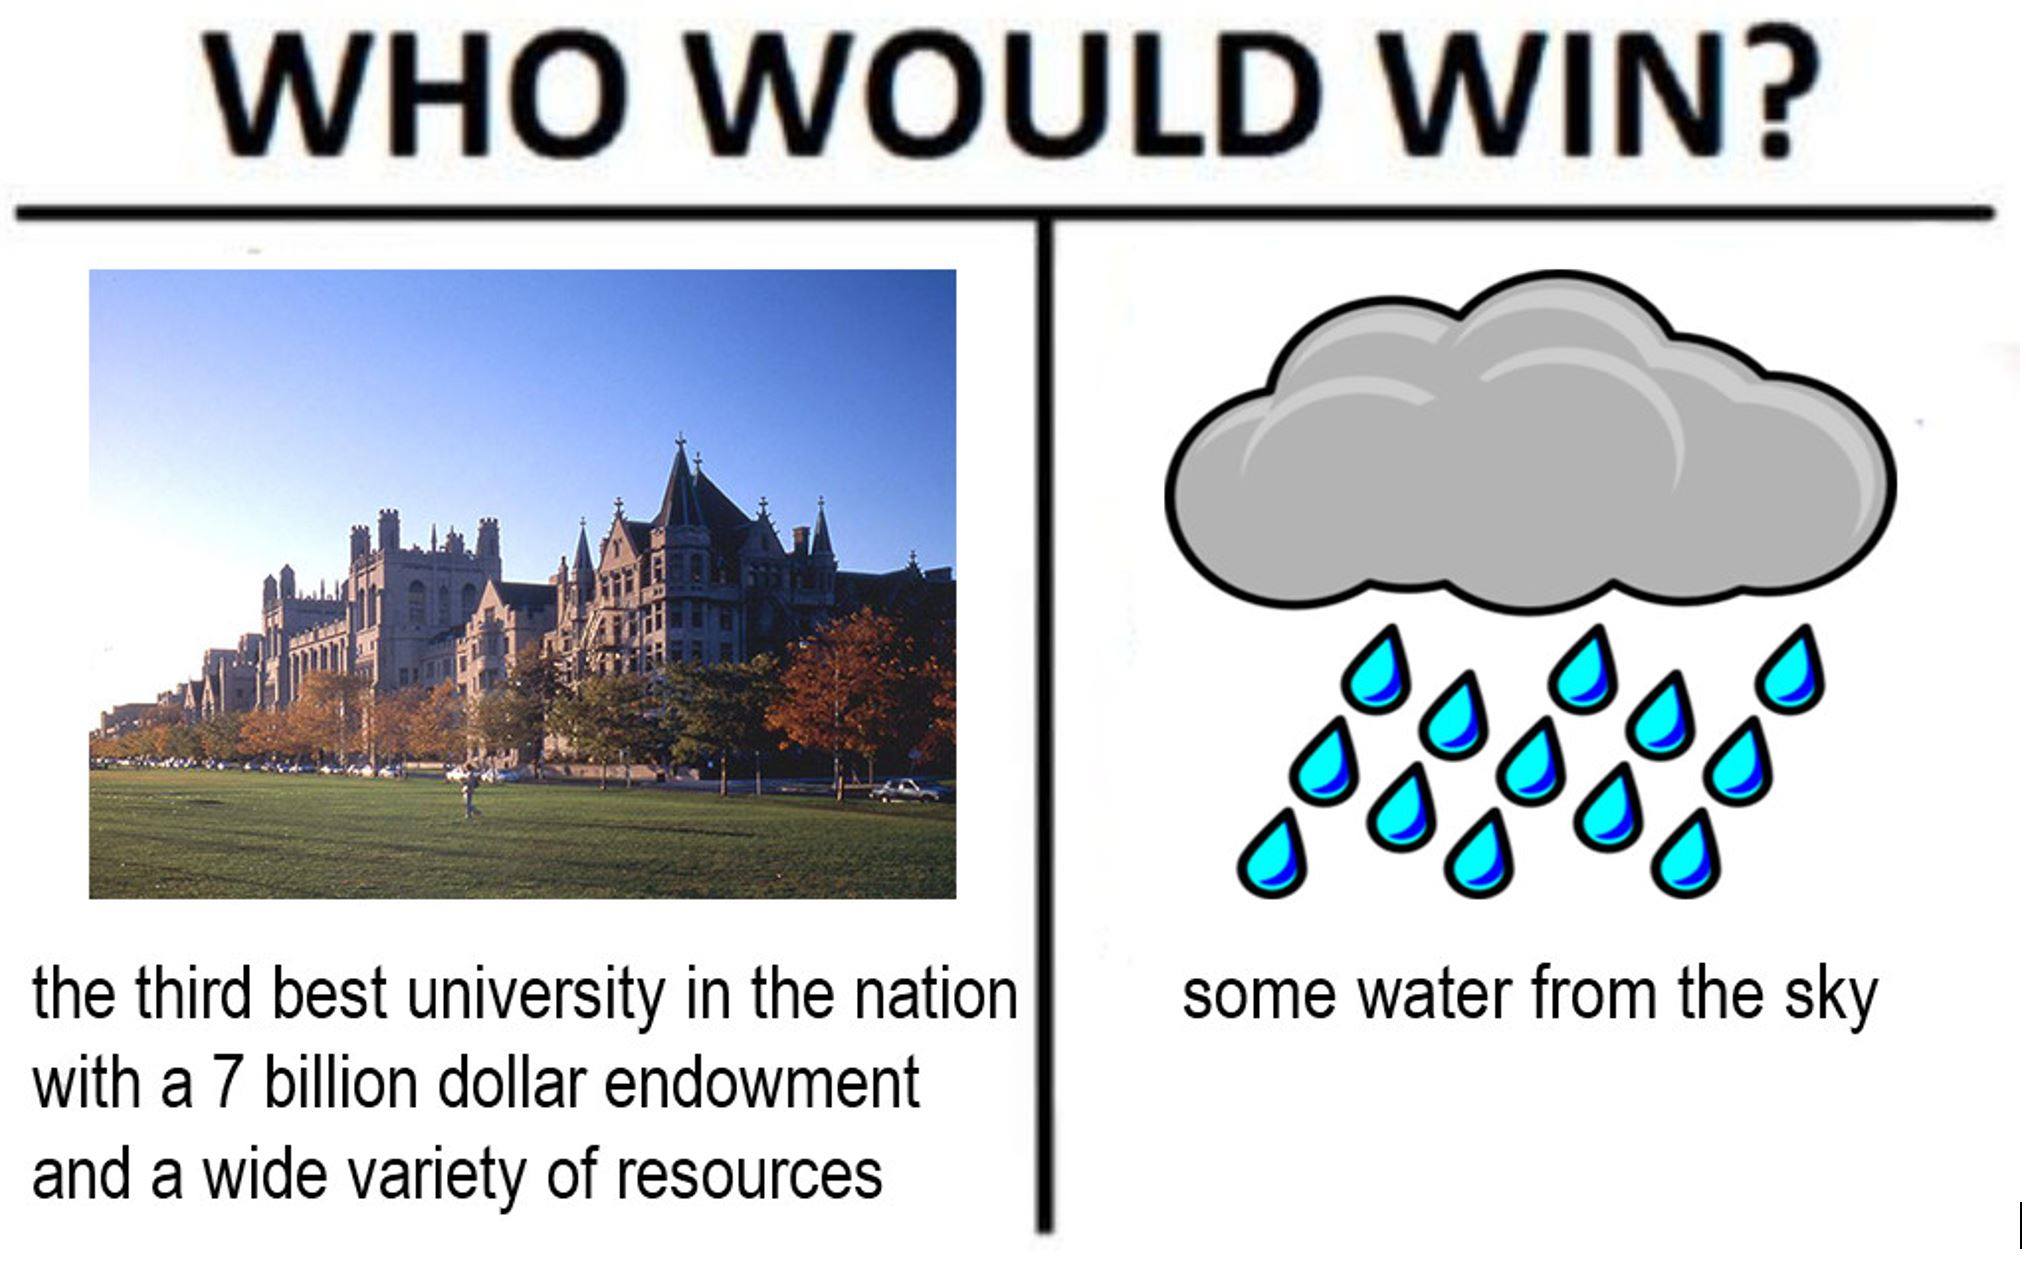 WHO WOULD WIN?
the third best university in the nation
with a 7 billion dollar endowment
and a wide variety of resources
some water from the sky